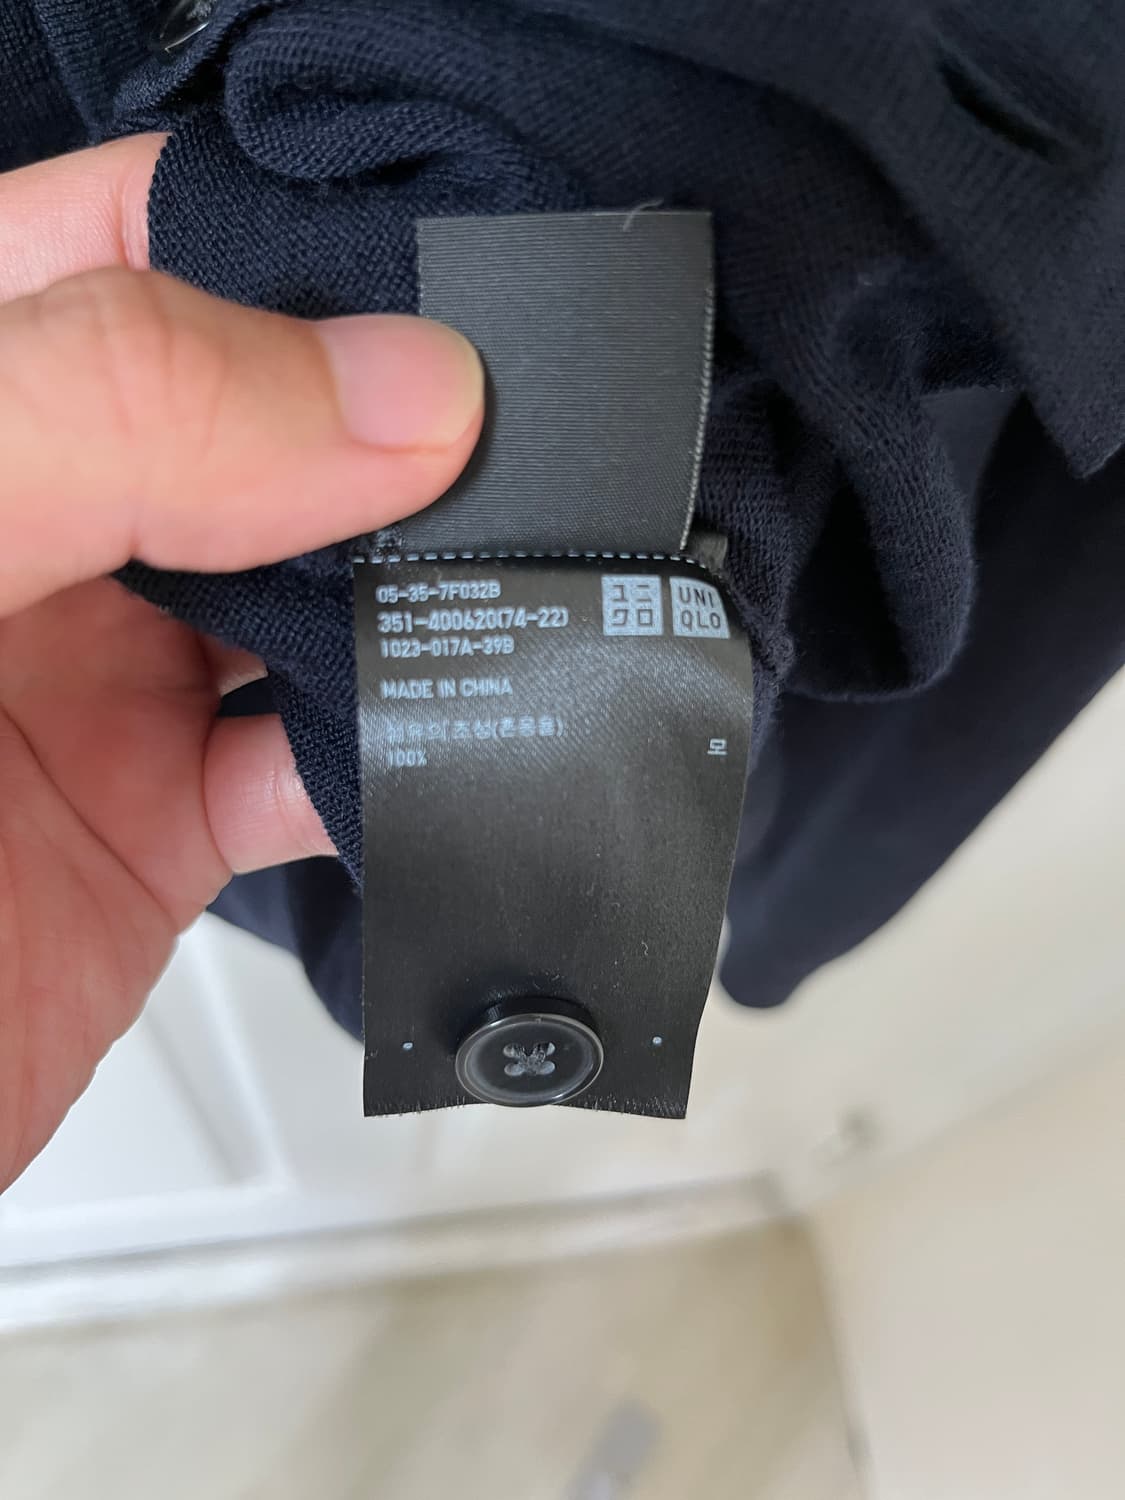 05-35-7F032B
351-400620(74-22)
1023-017A-39B
ユニ
クロ
UNI
QLO
MADE IN CHINA
섬유의 조성(혼용율)
모
100%